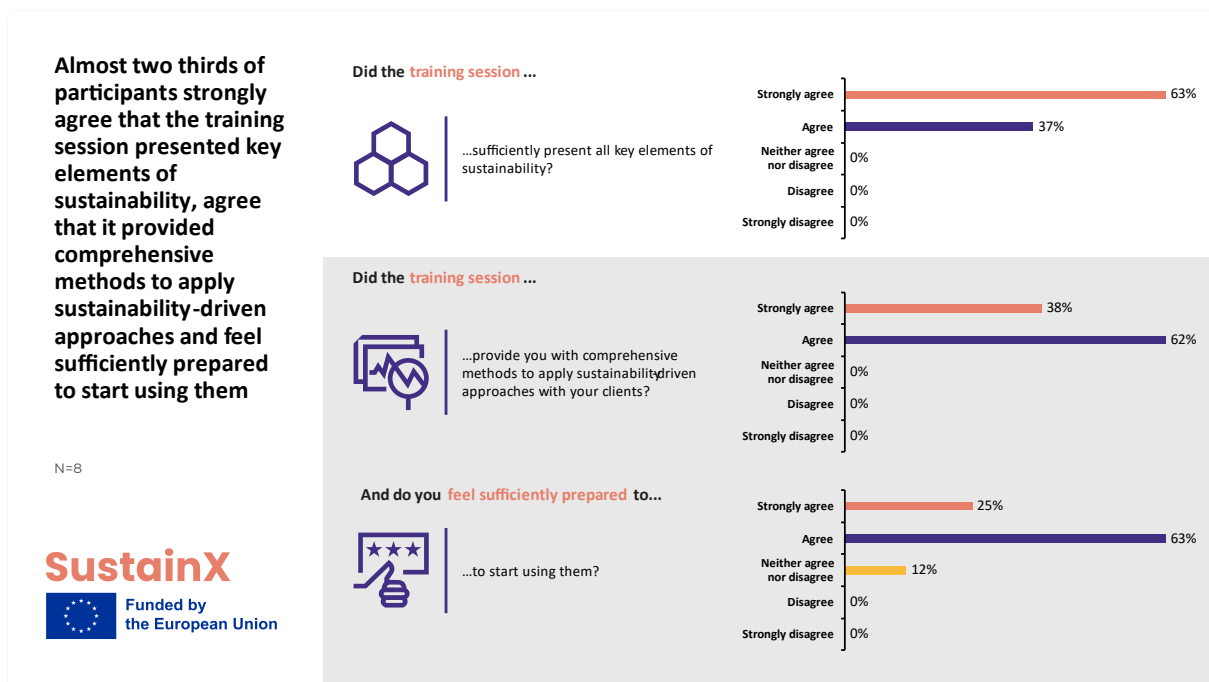 Almost two thirds of
participants strongly
agree that the training
session presented key
elements of
sustainability, agree
that it provided
comprehensive
methods to apply
sustainability-driven
approaches and feel
sufficiently prepared
to start using them
N=8
SustainX
Funded by
the European Union
Did the training session ...
...sufficiently present all key elements of
sustainability?
Strongly agree 63%
Agree 37%
Neither agree
nor disagree 0%
Disagree 0%
Strongly disagree 0%
Did the training session ...
...provide you with comprehensive
methods to apply sustainability-driven
approaches with your clients?
Strongly agree 38%
Agree 62%
Neither agree
nor disagree 0%
Disagree 0%
Strongly disagree 0%
And do you feel sufficiently prepared to...
...to start using them?
Strongly agree 25%
Agree 63%
Neither agree
nor disagree 12%
Disagree 0%
Strongly disagree 0%